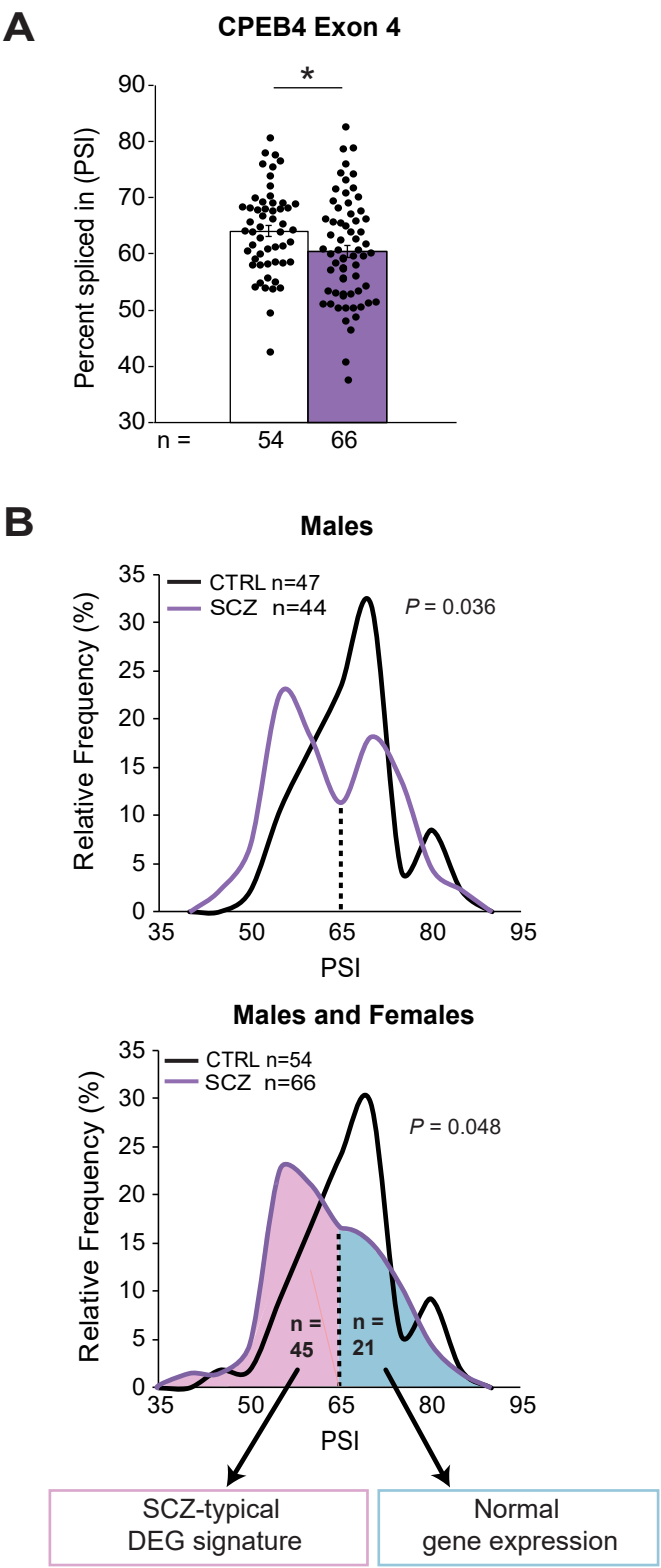 A
CPEB4 Exon 4
*
Percent spliced in (PSI)
90
80
70
60
50
40
30
n = 54 66
B
Males
CTRL n=47
SCZ n=44
P = 0.036
Relative Frequency (%)
35
30
25
20
15
10
5
0
35 50 65 80 95
PSI
Males and Females
CTRL n=54
SCZ n=66
P = 0.048
Relative Frequency (%)
35
30
25
20
15
10
5
0
n =
45
n =
21
35 50 65 80 95
PSI
SCZ-typical
DEG signature
Normal
gene expression